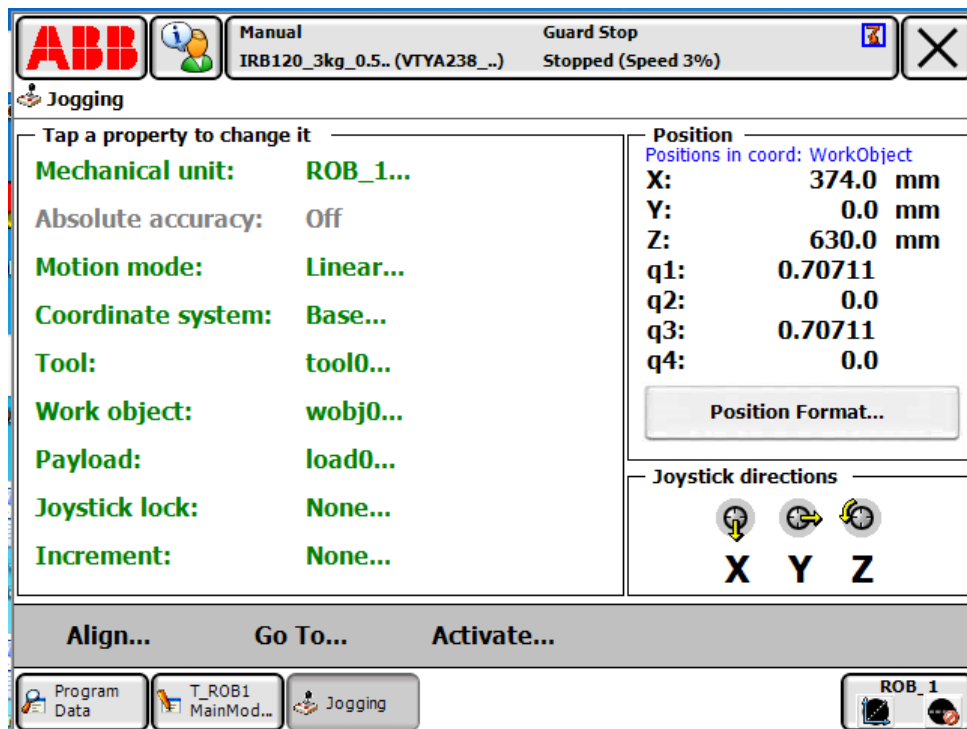 ABB
Manual
Guard Stop
IRB120_3kg_0.5.. (VTYA238_..)
Stopped (Speed 3%)
Jogging
Tap a property to change it
Mechanical unit: ROB_1...
Absolute accuracy: Off
Motion mode: Linear...
Coordinate system: Base...
Tool: tool0...
Work object: wobj0...
Payload: load0...
Joystick lock: None...
Increment: None...
Position
Positions in coord: WorkObject
X: 374.0 mm
Y: 0.0 mm
Z: 630.0 mm
q1: 0.70711
q2: 0.0
q3: 0.70711
q4: 0.0
Position Format...
Joystick directions
X Y Z
Align... Go To... Activate...
Program
Data
T_ROB1
MainMod...
Jogging
ROB_1